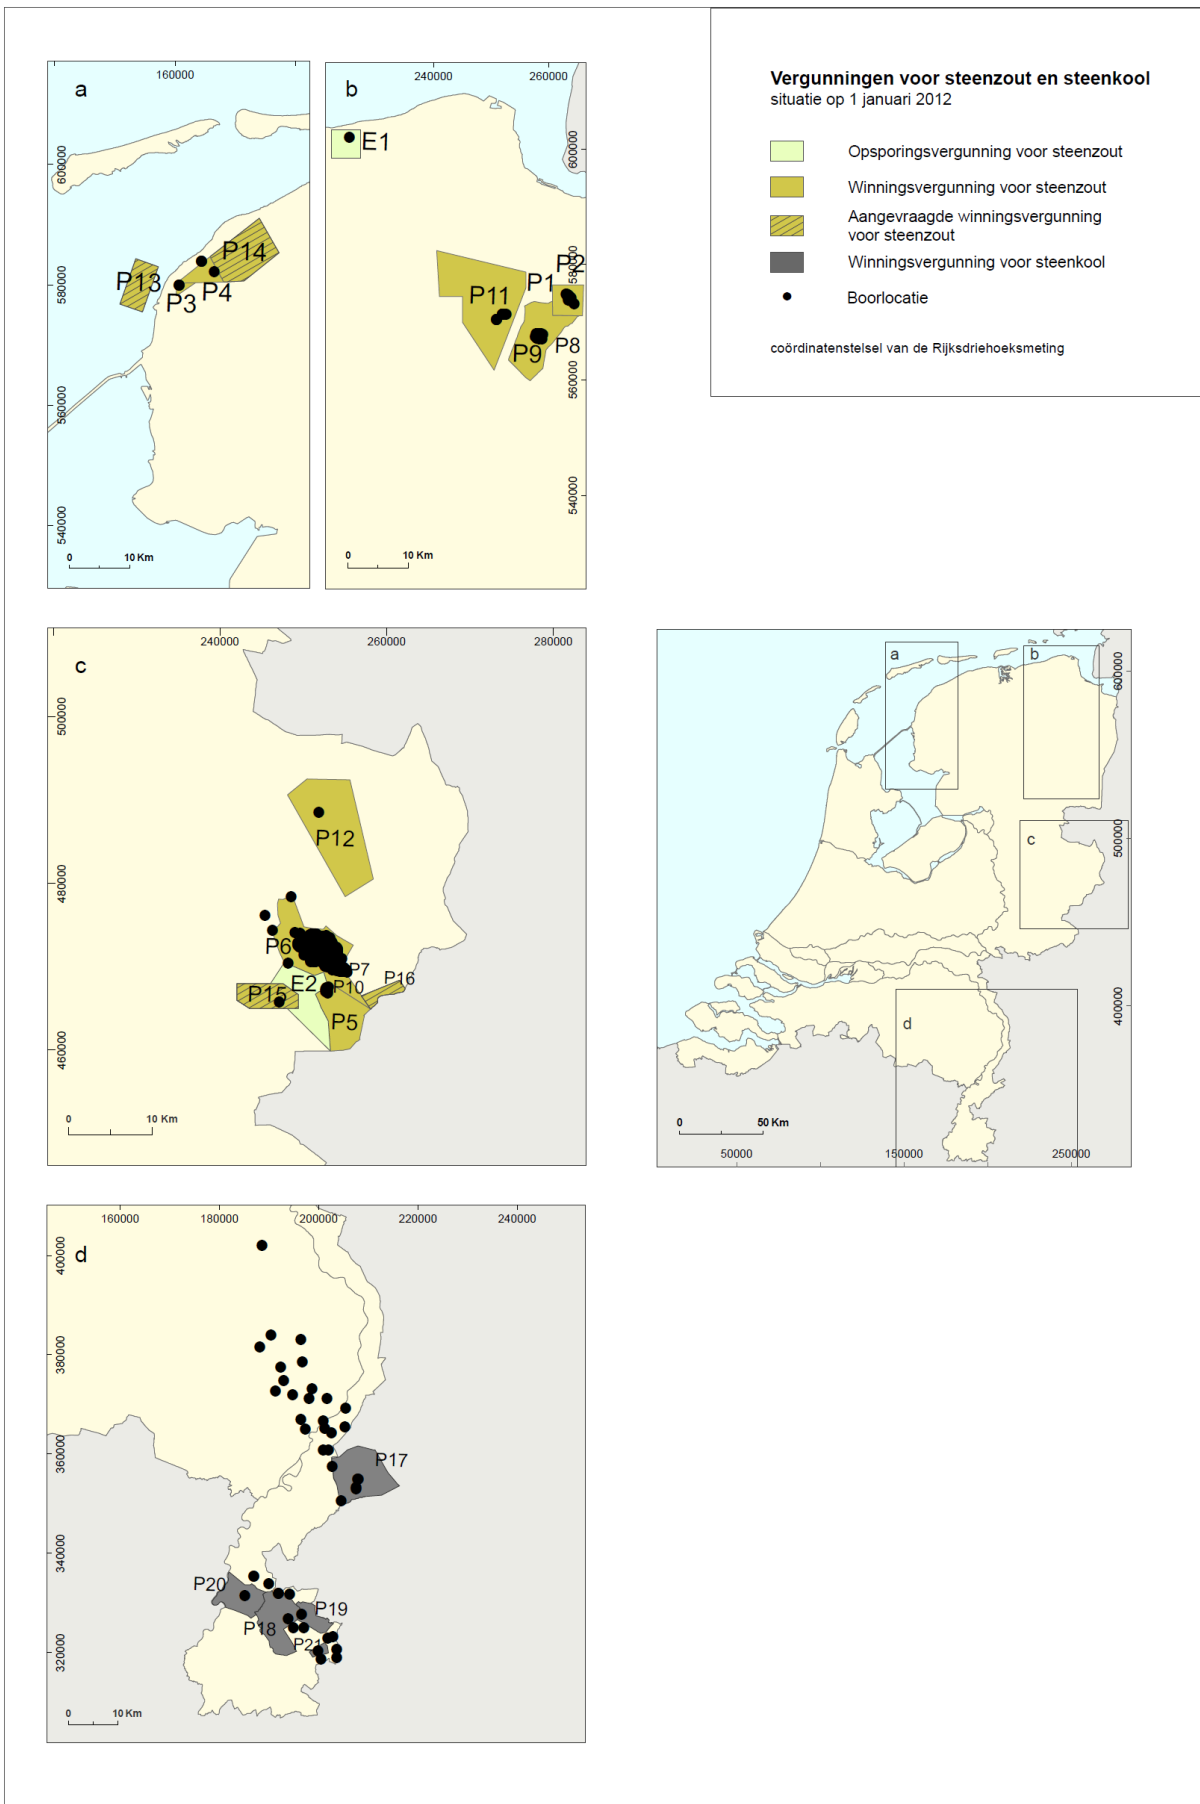 Vergunningen voor steenzout en steenkool
situatie op 1 januari 2012
Opsporingsvergunning voor steenzout
Winningsvergunning voor steenzout
Aangevraagde winningsvergunning
voor steenzout
Winningsvergunning voor steenkool
Boorlocatie
coördinatenstelsel van de Rijksdriehoeksmeting
a
160000
600000
580000
560000
540000
P13
P14
P3
P4
0 10 Km
b
240000 260000
600000
580000
560000
540000
E1
P2
P1
P11
P9
P8
0 10 Km
c
240000 260000 280000
500000
480000
460000
P12
P6
P7
P16
E2
P10
P15
P5
0 10 Km
a
b
c
d
600000
500000
400000
0 50 Km
50000 150000 250000
d
160000 180000 200000 220000 240000
400000
380000
360000
340000
320000
P17
P20
P19
P18
P21
0 10 Km